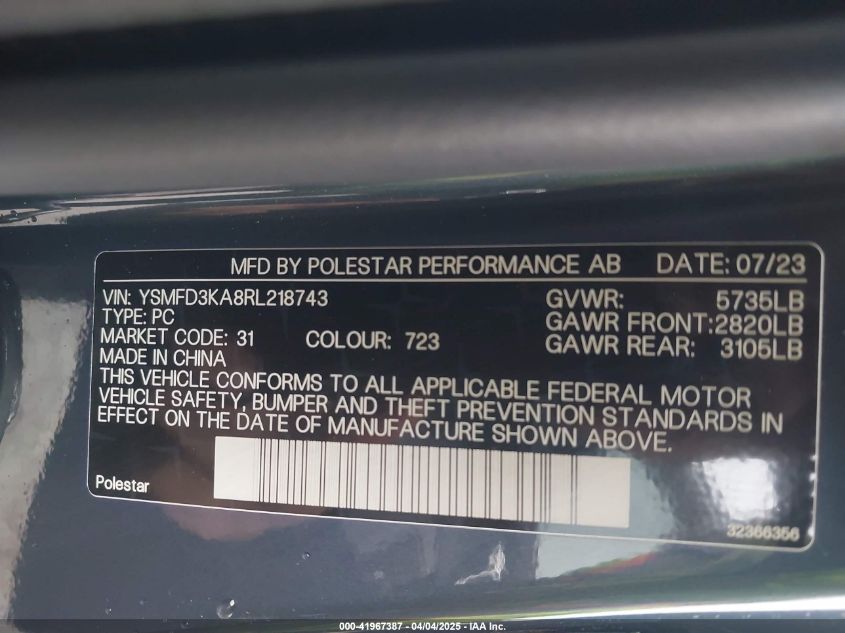 MFD BY POLESTAR PERFORMANCE AB DATE: 07/23
VIN: YSMFD3KA8RL218743 GVWR: 5735LB
TYPE: PC GAWR FRONT:2820LB
MARKET CODE: 31 COLOUR: 723 GAWR REAR: 3105LB
MADE IN CHINA
THIS VEHICLE CONFORMS TO ALL APPLICABLE FEDERAL MOTOR
VEHICLE SAFETY, BUMPER AND THEFT PREVENTION STANDARDS IN
EFFECT ON THE DATE OF MANUFACTURE SHOWN ABOVE.
Polestar
32366356
000-41967387 - 04/04/2025 - IAA Inc.